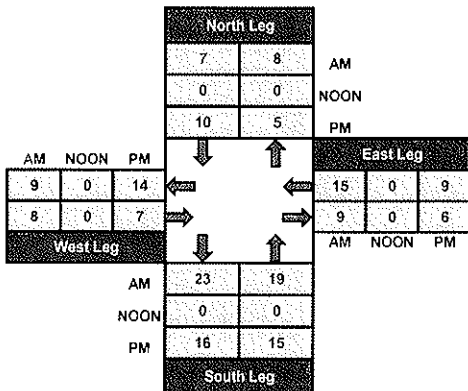 North Leg
7 8 AM
0 0 NOON
10 5 PM
AM NOON PM
9 0 14
8 0 7
West Leg
East Leg
15 0 9
9 0 6
AM NOON PM
AM 23 19
NOON 0 0
PM 16 15
South Leg